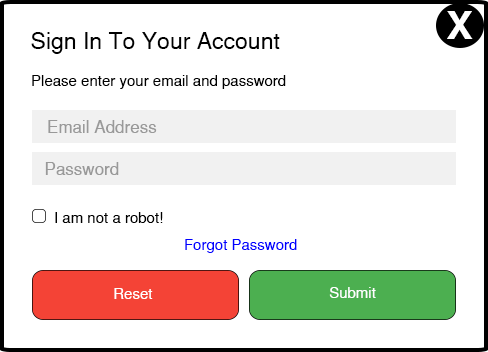 X
Sign In To Your Account
Please enter your email and password
Email Address
Password
I am not a robot!
Forgot Password
Reset
Submit